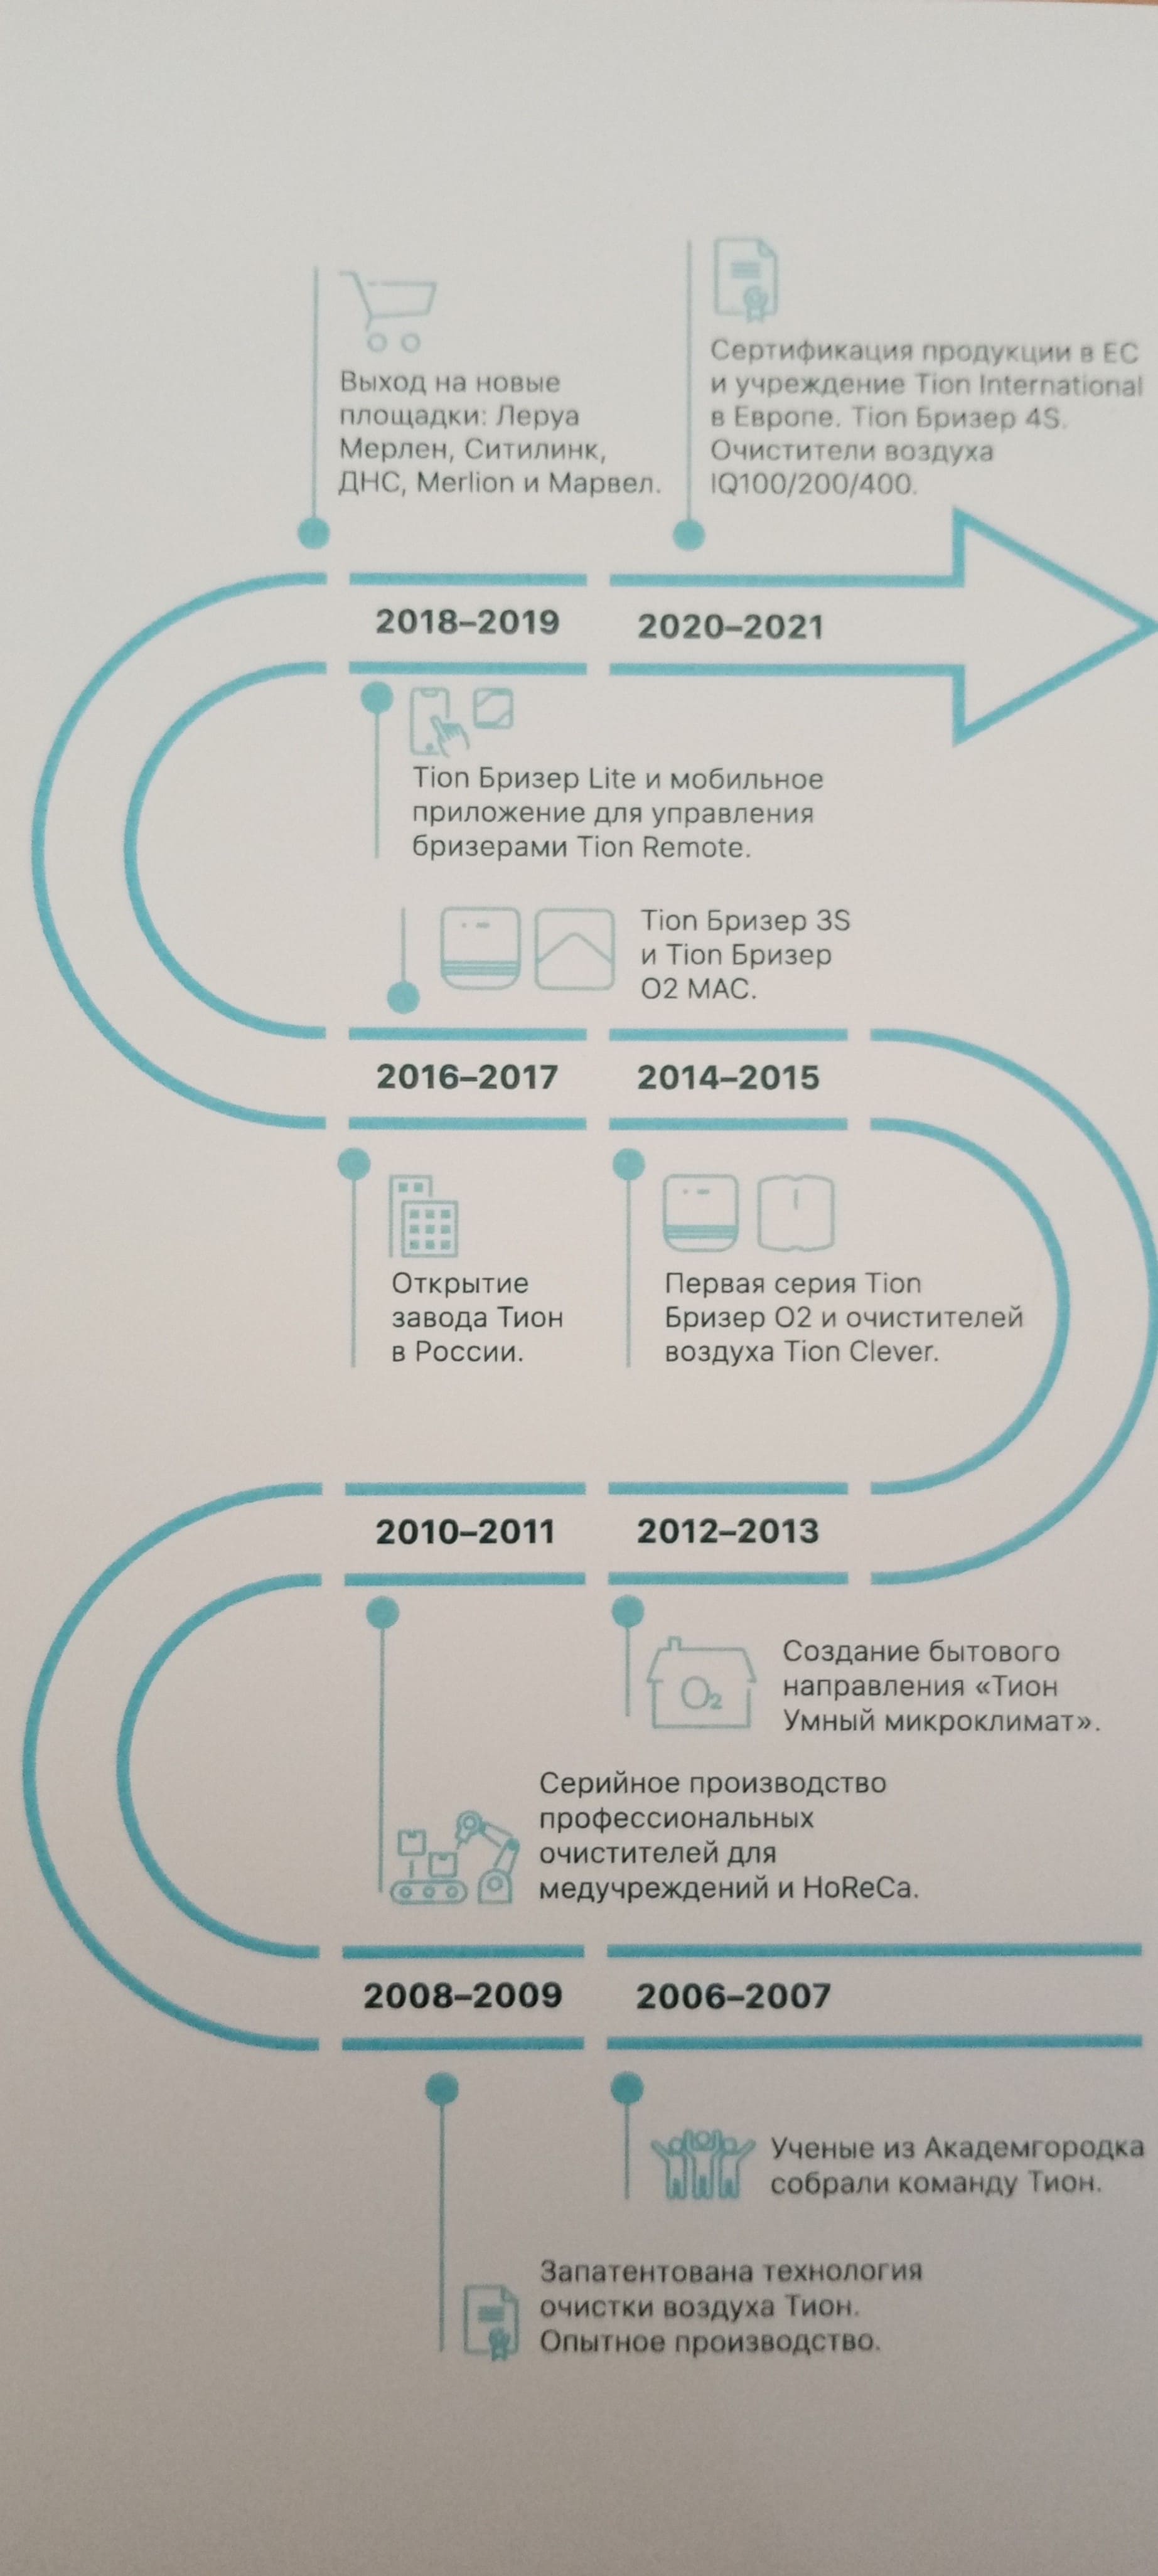 Выход на новые
площадки: Леруа
Мерлен, Ситилинк,
ДНС, Merlion и Марвел.
Сертификация продукции в ЕС
и учреждение Tion International
в Европе. Tion Бризер 4S.
Очистители воздуха
IQ100/200/400.
2018–2019
2020–2021
Tion Бризер Lite и мобильное
приложение для управления
бризерами Tion Remote.
Tion Бризер 3S
и Tion Бризер
O2 MAC.
2016–2017
2014–2015
Открытие
завода Тион
в России.
Первая серия Tion
Бризер O2 и очистителей
воздуха Tion Clever.
2010–2011
2012–2013
O2
Создание бытового
направления «Тион
Умный микроклимат».
Серийное производство
профессиональных
очистителей для
медучреждений и HoReCa.
2008–2009
2006–2007
Ученые из Академгородка
собрали команду Тион.
Запатентована технология
очистки воздуха Тион.
Опытное производство.